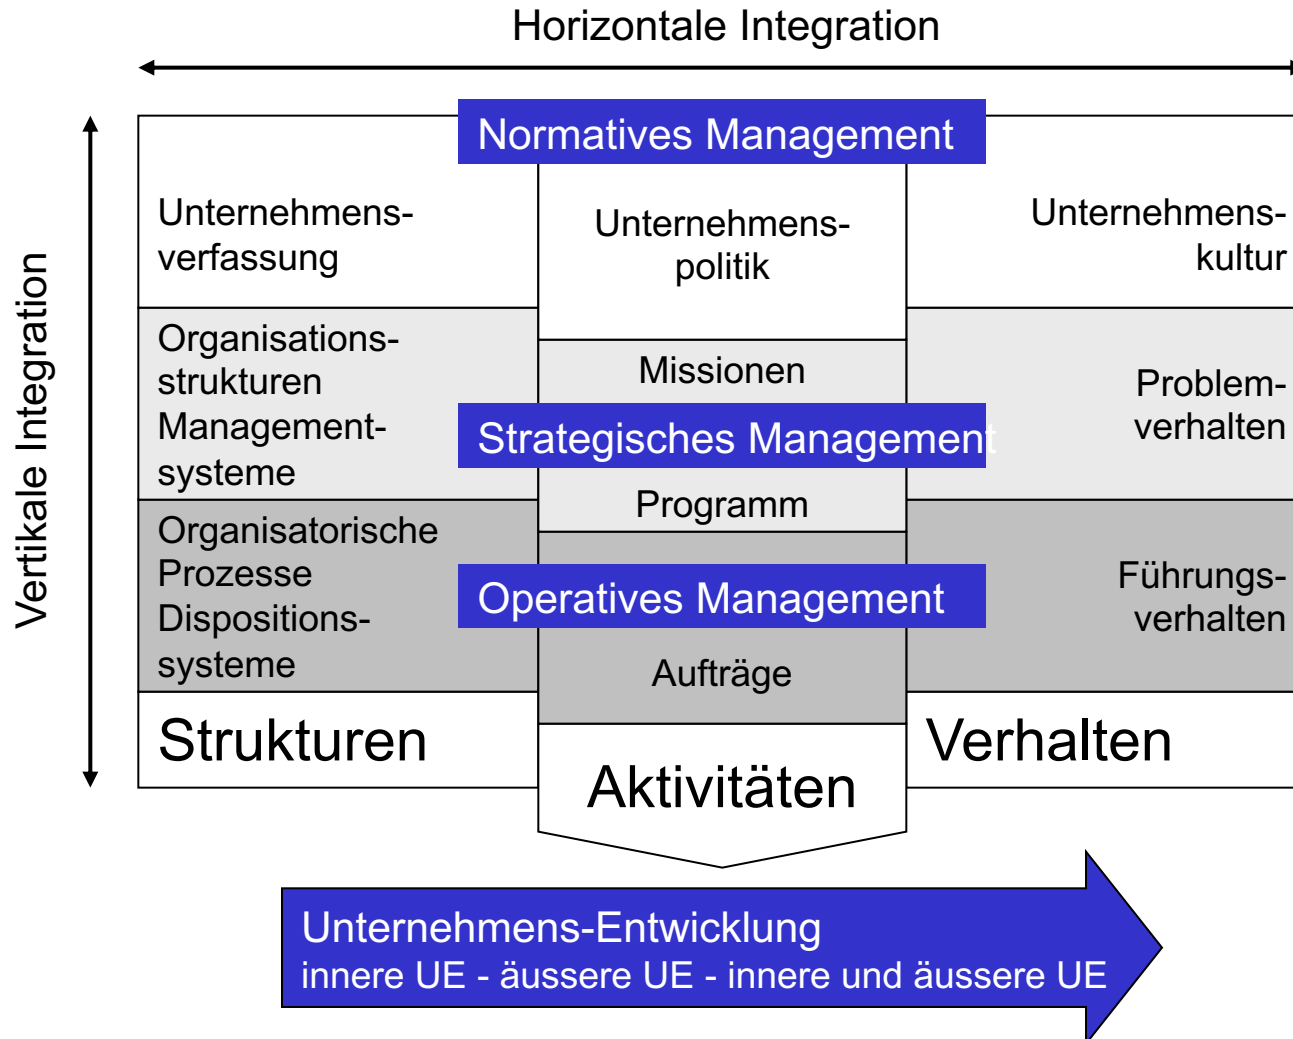 Horizontale Integration
Vertikale Integration
Normatives Management
Unternehmens-
verfassung
Unternehmens-
politik
Unternehmens-
kultur
Organisations-
strukturen
Management-
systeme
Missionen
Strategisches Management
Programm
Problem-
verhalten
Organisatorische
Prozesse
Dispositions-
systeme
Operatives Management
Aufträge
Führungs-
verhalten
Strukturen
Aktivitäten
Verhalten
Unternehmens-Entwicklung
innere UE - äussere UE - innere und äussere UE